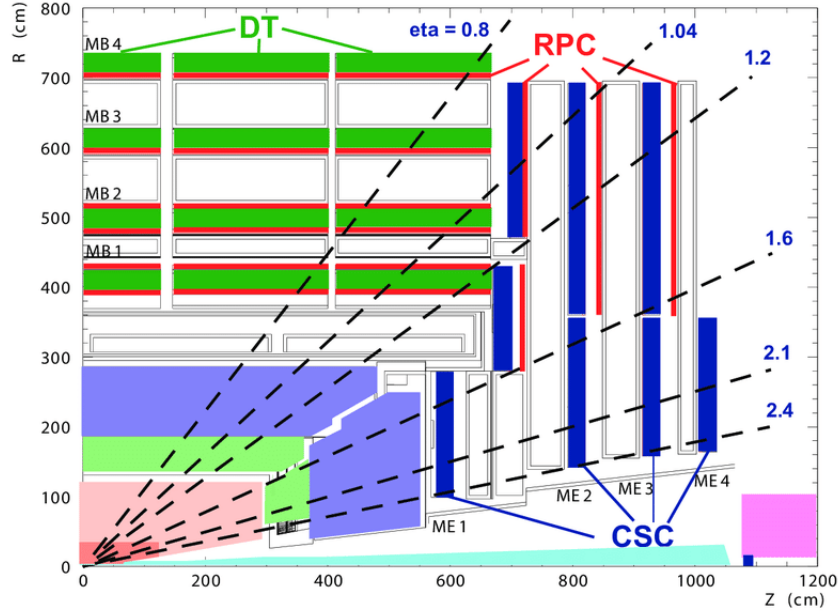 R (cm)
800
700
600
500
400
300
200
100
0
0
200
400
600
800
1000
1200
Z (cm)
DT
eta = 0.8
RPC
1.04
1.2
1.6
2.1
2.4
MB 4
MB 3
MB 2
MB 1
ME 1
ME 2
ME 3
ME 4
CSC